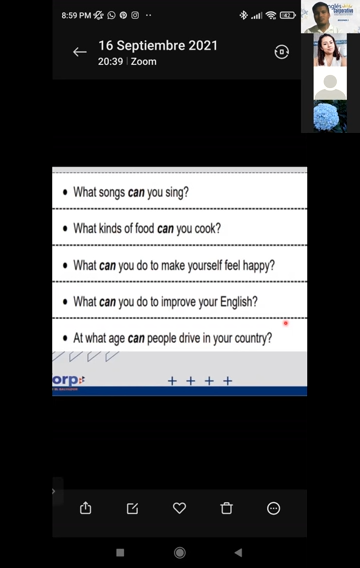 8:59 PM
16 Septiembre 2021
20:39 | Zoom
• What songs can you sing?
• What kinds of food can you cook?
• What can you do to make yourself feel happy?
• What can you do to improve your English?
• At what age can people drive in your country?
orp
++++